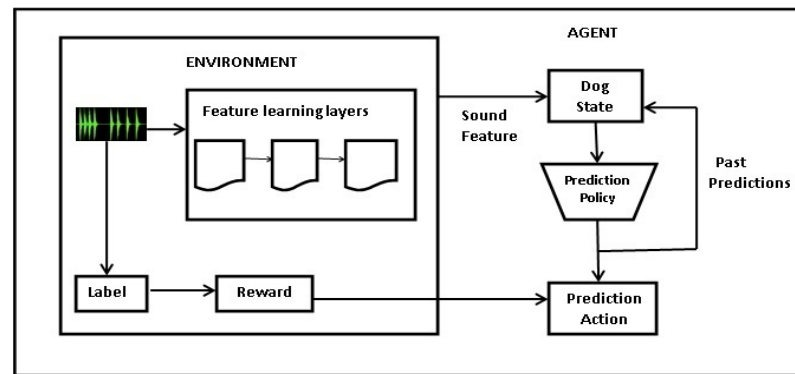 AGENT
ENVIRONMENT
Feature learning layers
Sound
Feature
Dog
State
Prediction
Policy
Past
Predictions
Label
Reward
Prediction
Action